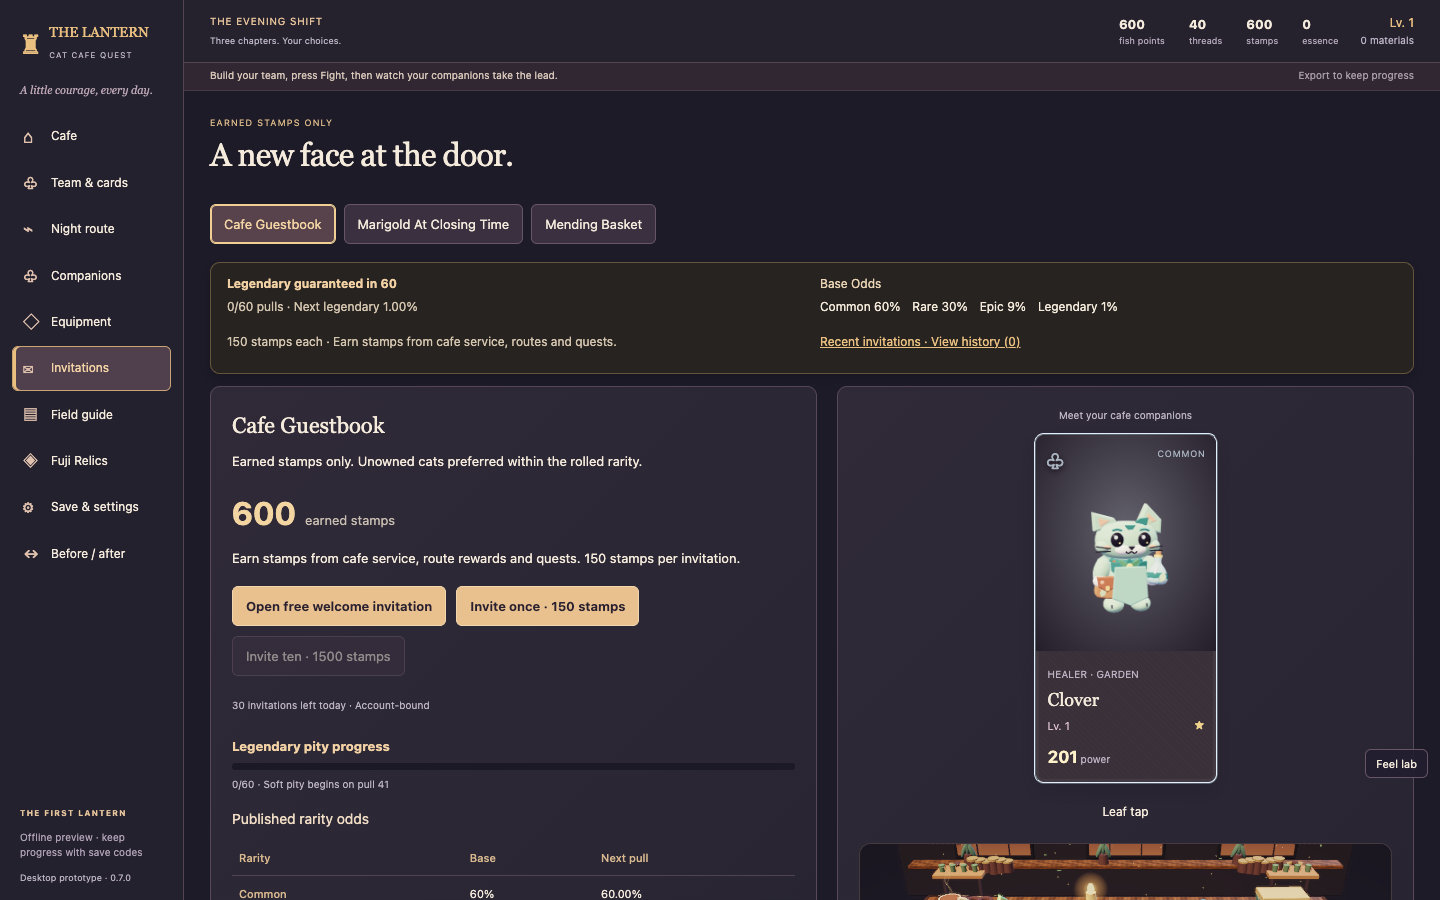 THE LANTERN
CAT CAFE QUEST
A little courage, every day.
Cafe
Team & cards
Night route
Companions
Equipment
Invitations
Field guide
Fuji Relics
Save & settings
Before / after
THE FIRST LANTERN
Offline preview · keep
progress with save codes
Desktop prototype · 0.7.0
THE EVENING SHIFT
Three chapters. Your choices.
600
fish points
40
threads
600
stamps
0
essence
Lv. 1
0 materials
Build your team, press Fight, then watch your companions take the lead.
Export to keep progress
EARNED STAMPS ONLY
A new face at the door.
Cafe Guestbook
Marigold At Closing Time
Mending Basket
Legendary guaranteed in 60
0/60 pulls · Next legendary 1.00%
150 stamps each · Earn stamps from cafe service, routes and quests.
Base Odds
Common 60% Rare 30% Epic 9% Legendary 1%
Recent invitations · View history (0)
Cafe Guestbook
Earned stamps only. Unowned cats preferred within the rolled rarity.
600 earned stamps
Earn stamps from cafe service, route rewards and quests. 150 stamps per invitation.
Open free welcome invitation
Invite once · 150 stamps
Invite ten · 1500 stamps
30 invitations left today · Account-bound
Legendary pity progress
0/60 · Soft pity begins on pull 41
Published rarity odds
Rarity Base Next pull
Common 60% 60.00%
Meet your cafe companions
COMMON
HEALER · GARDEN
Clover
Lv. 1
201 power
Leaf tap
Feel lab